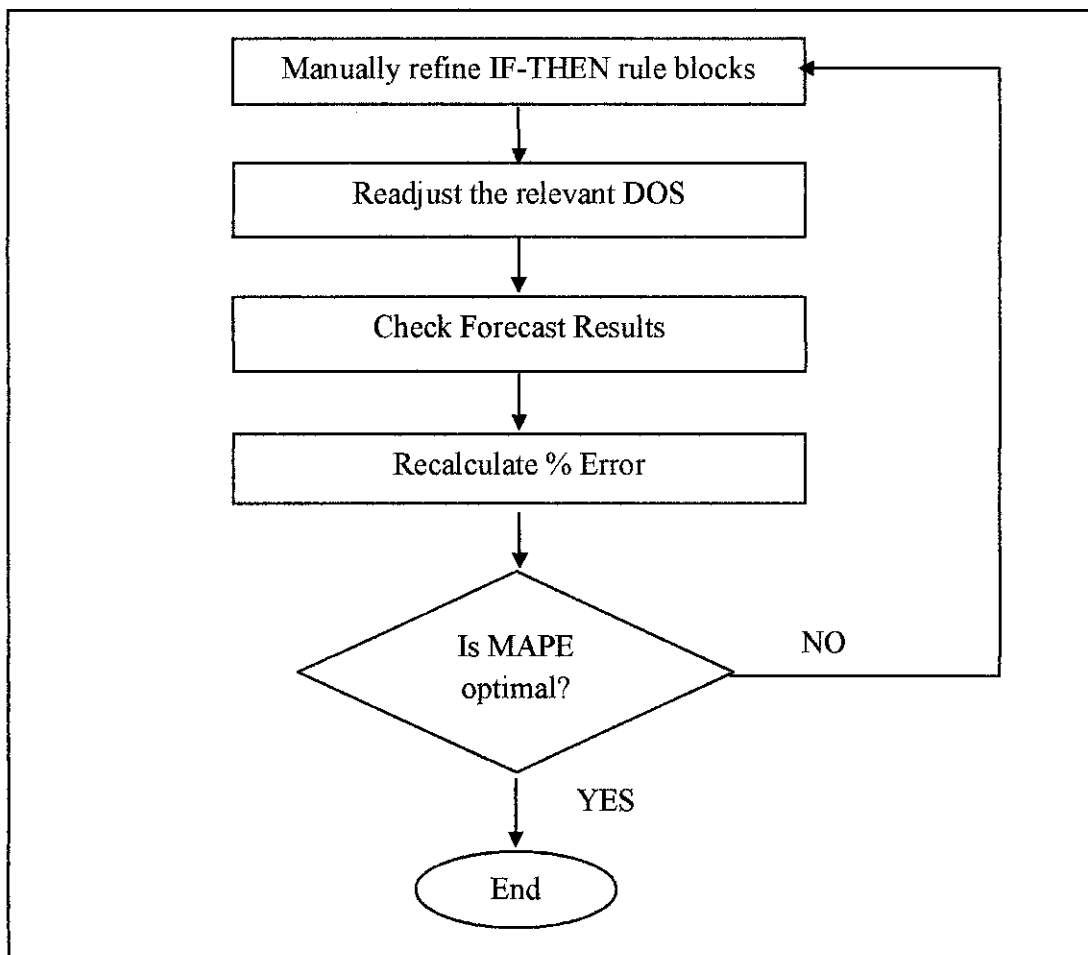 Manually refine IF-THEN rule blocks
Readjust the relevant DOS
Check Forecast Results
Recalculate % Error
Is MAPE
optimal?
NO
YES
End